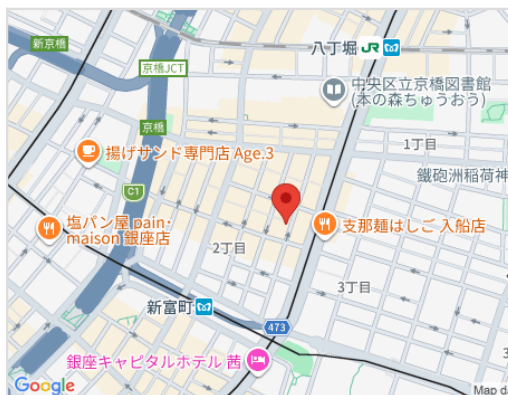 新京橋
八丁堀 JR
京橋JCT
中央区立京橋図書館
(本の森ちゅうおう)
京橋
1丁目
揚げサンド専門店 Age.3
鐵砲洲稲荷神
C1
塩パン屋 pain・
maison 銀座店
支那麺はしご 入船店
2丁目
3丁目
新富町
473
銀座キャピタルホテル 茜
3
Google
Map d